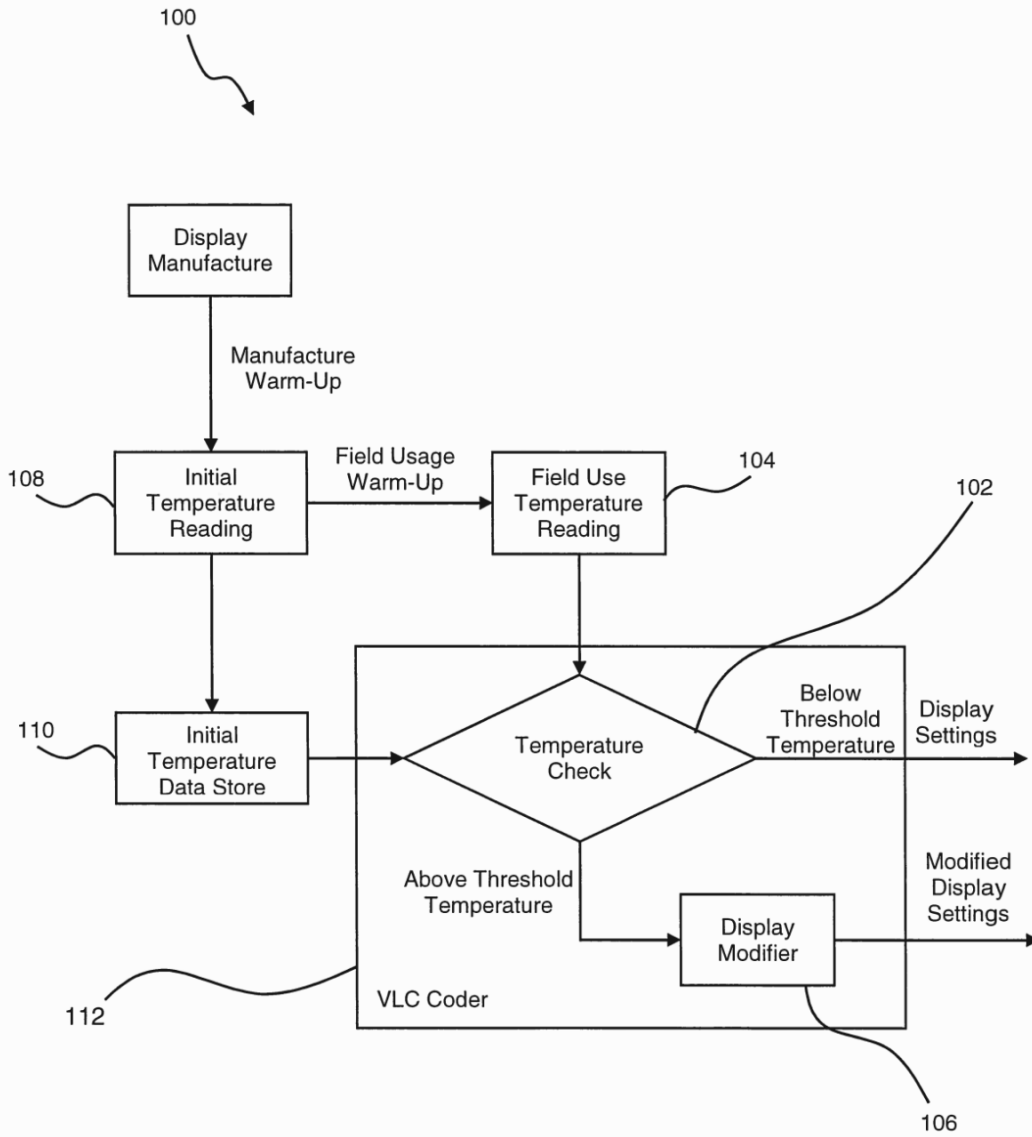 100
Display
Manufacture
Manufacture
Warm-Up
108
Initial
Temperature
Reading
Field Usage
Warm-Up
Field Use
Temperature
Reading
104
102
110
Initial
Temperature
Data Store
Temperature
Check
Below
Threshold
Temperature
Display
Settings
Above Threshold
Temperature
Display
Modifier
Modified
Display
Settings
112
VLC Coder
106